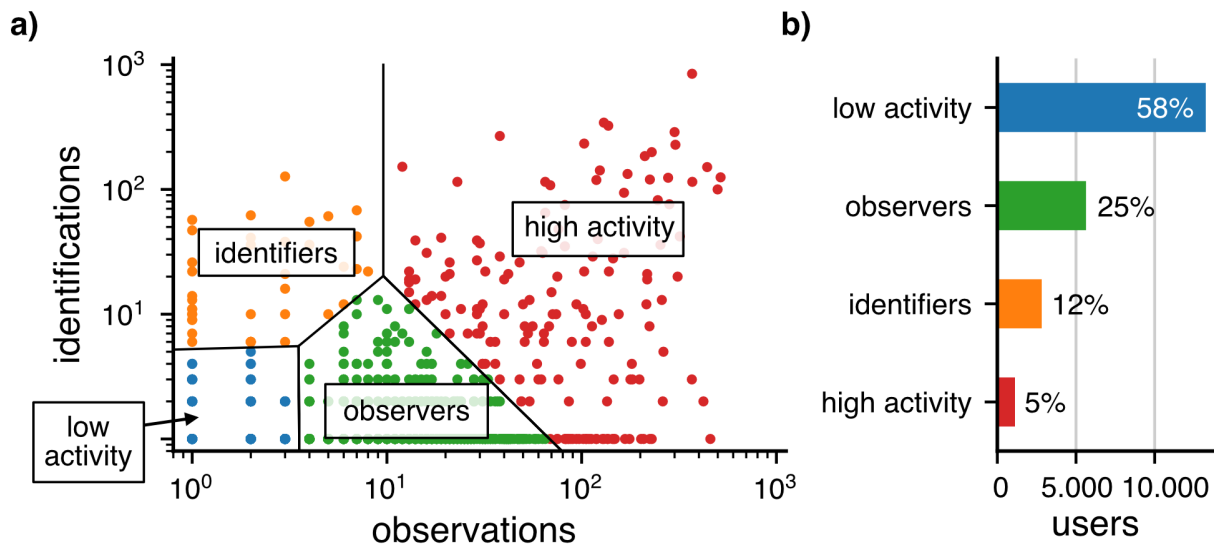 a)
10³
10²
10¹
identifications
identifiers
high activity
observers
low
activity
10⁰
10¹
10²
10³
observations
b)
low activity
58%
observers
25%
identifiers
12%
high activity
5%
0
5.000
10.000
users